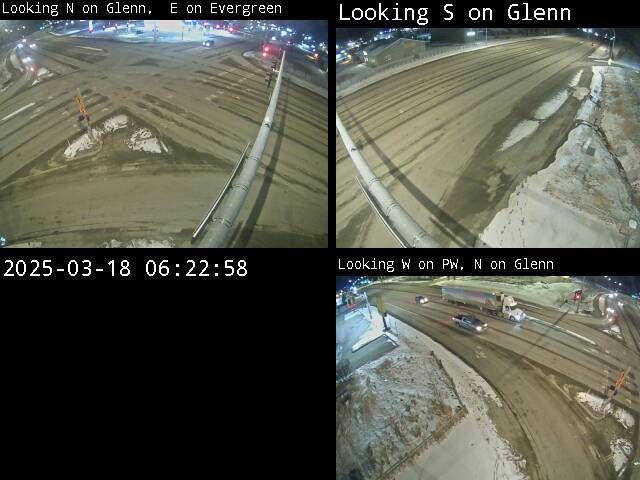 Looking N on Glenn,  E on Evergreen
Looking S on Glenn
2025-03-18 06:22:58
Looking W on PW, N on Glenn